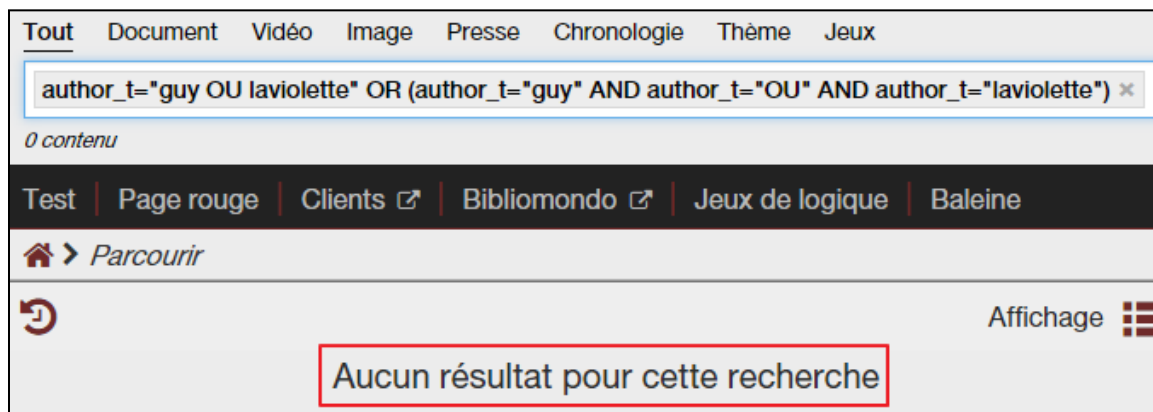 Tout Document Vidéo Image Presse Chronologie Thème Jeux
author_t="guy OU laviolette" OR (author_t="guy" AND author_t="OU" AND author_t="laviolette") ×
0 contenu
Test Page rouge Clients Bibliomondo Jeux de logique Baleine
Parcourir
Affichage
Aucun résultat pour cette recherche